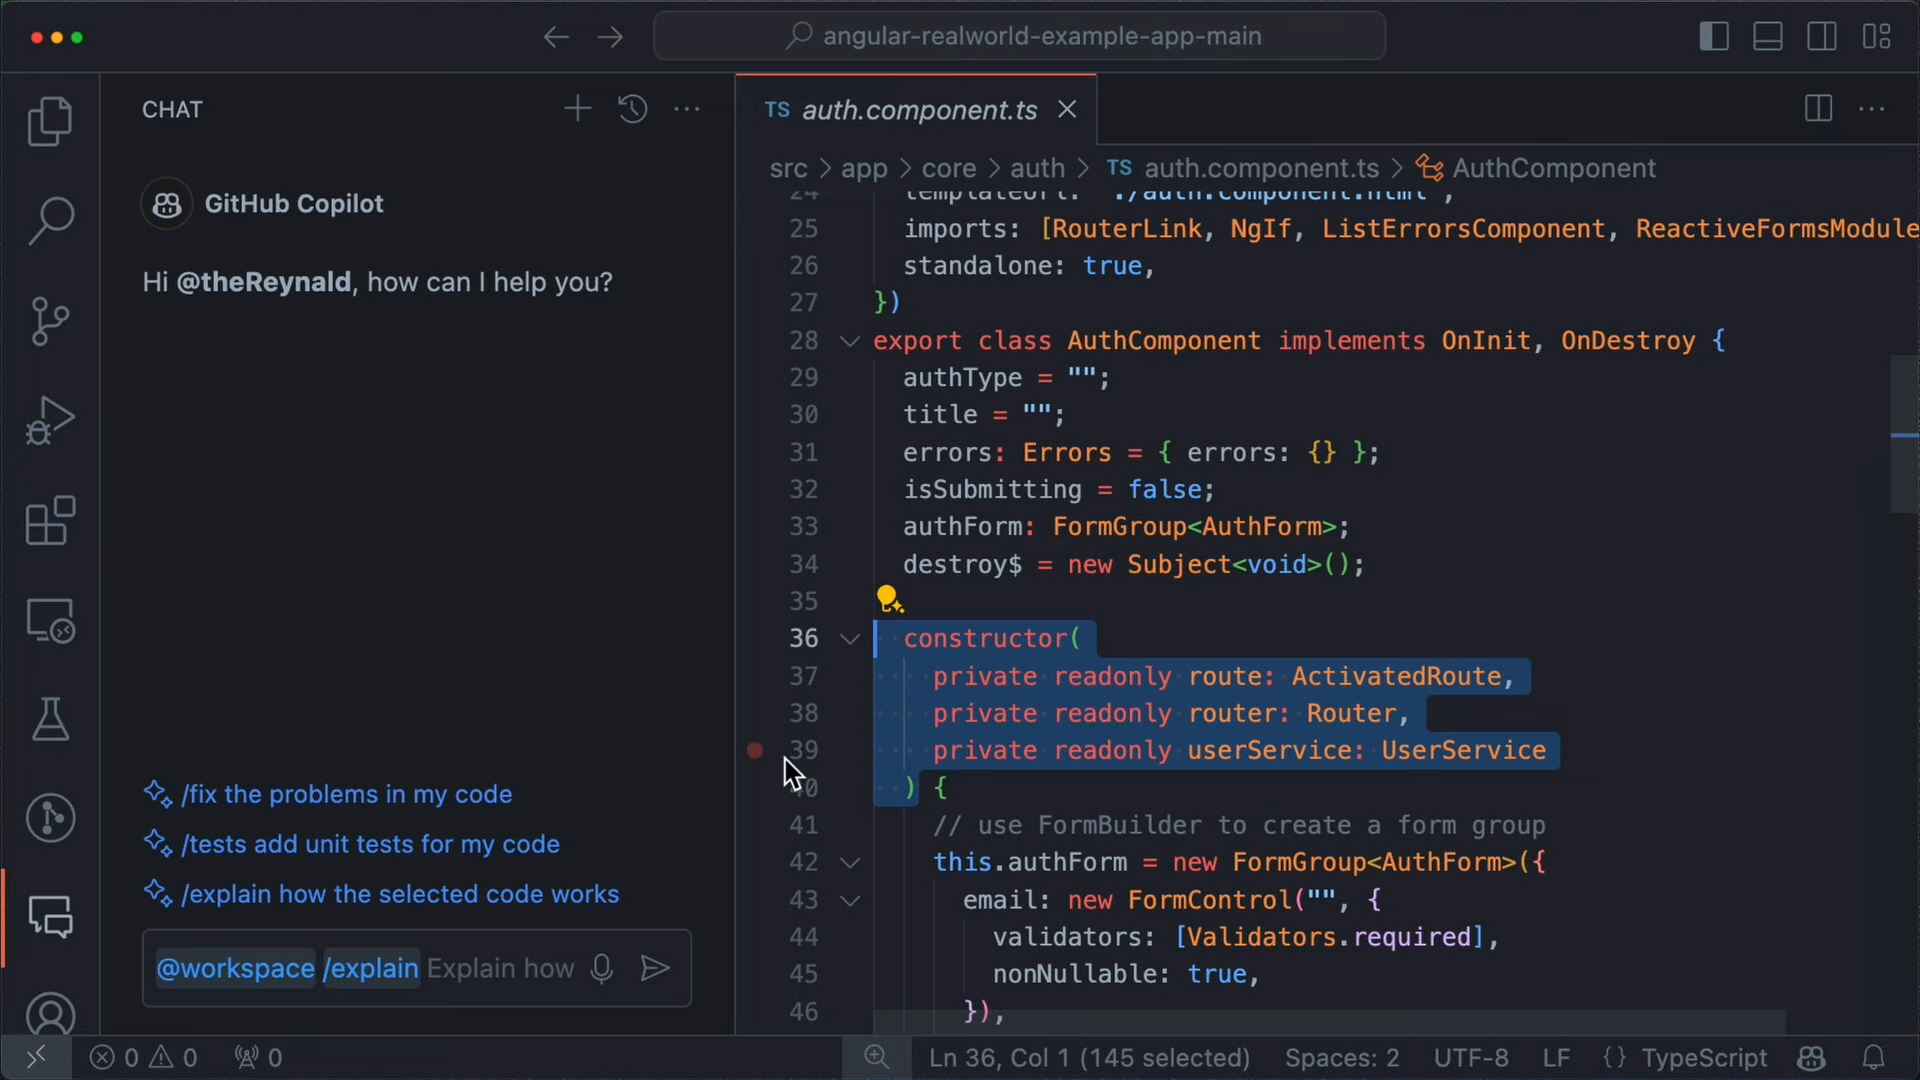 angular-realworld-example-app-main
CHAT
GitHub Copilot
Hi @theReynald, how can I help you?
/fix the problems in my code
/tests add unit tests for my code
/explain how the selected code works
@workspace /explain Explain how
TS auth.component.ts
src > app > core > auth > TS auth.component.ts > AuthComponent
24 templateUrl: "./auth.component.html",
25 imports: [RouterLink, NgIf, ListErrorsComponent, ReactiveFormsModule
26 standalone: true,
27 })
28 export class AuthComponent implements OnInit, OnDestroy {
29 authType = "";
30 title = "";
31 errors: Errors = { errors: {} };
32 isSubmitting = false;
33 authForm: FormGroup<AuthForm>;
34 destroy$ = new Subject<void>();
35
36 constructor(
37 private readonly route: ActivatedRoute,
38 private readonly router: Router,
39 private readonly userService: UserService
40 ) {
41 // use FormBuilder to create a form group
42 this.authForm = new FormGroup<AuthForm>({
43 email: new FormControl("", {
44 validators: [Validators.required],
45 nonNullable: true,
46 }),
0 0 0
Ln 36, Col 1 (145 selected) Spaces: 2 UTF-8 LF {} TypeScript